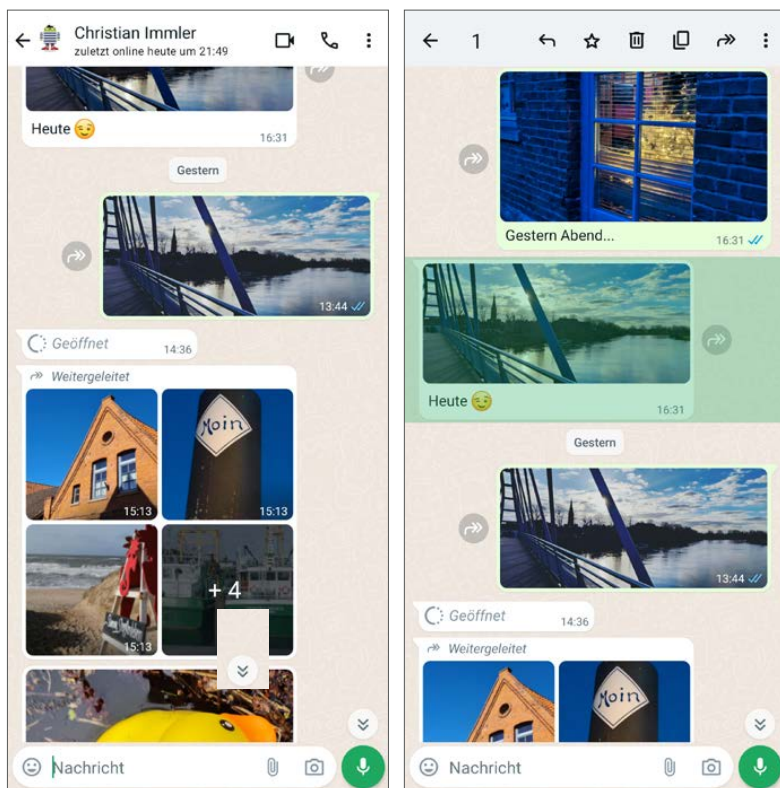 Christian Immler
zuletzt online heute um 21:49
Heute 😉
16:31
Gestern
13:44
Geöffnet
14:36
Weitergeleitet
Moin
15:13
15:13
15:13
+ 4
Nachricht
1
Gestern Abend...
16:31
Heute 😉
16:31
Gestern
13:44
Geöffnet
14:36
Weitergeleitet
Moin
Nachricht